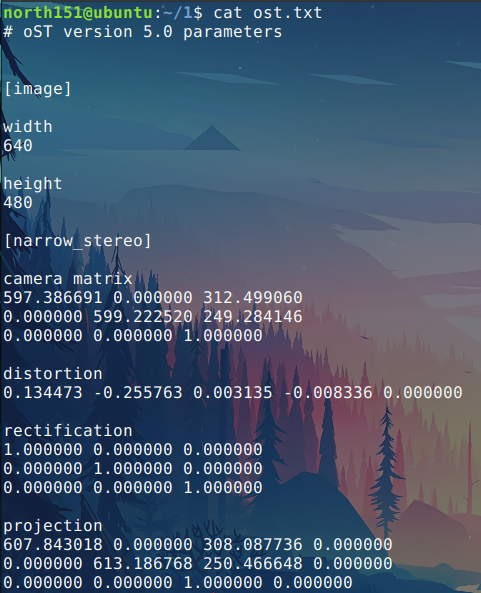 north151@ubuntu:~/1$ cat ost.txt
# oST version 5.0 parameters
[image]
width
640
height
480
[narrow_stereo]
camera matrix
597.386691 0.000000 312.499060
0.000000 599.222520 249.284146
0.000000 0.000000 1.000000
distortion
0.134473 -0.255763 0.003135 -0.008336 0.000000
rectification
1.000000 0.000000 0.000000
0.000000 1.000000 0.000000
0.000000 0.000000 1.000000
projection
607.843018 0.000000 308.087736 0.000000
0.000000 613.186768 250.466648 0.000000
0.000000 0.000000 1.000000 0.000000